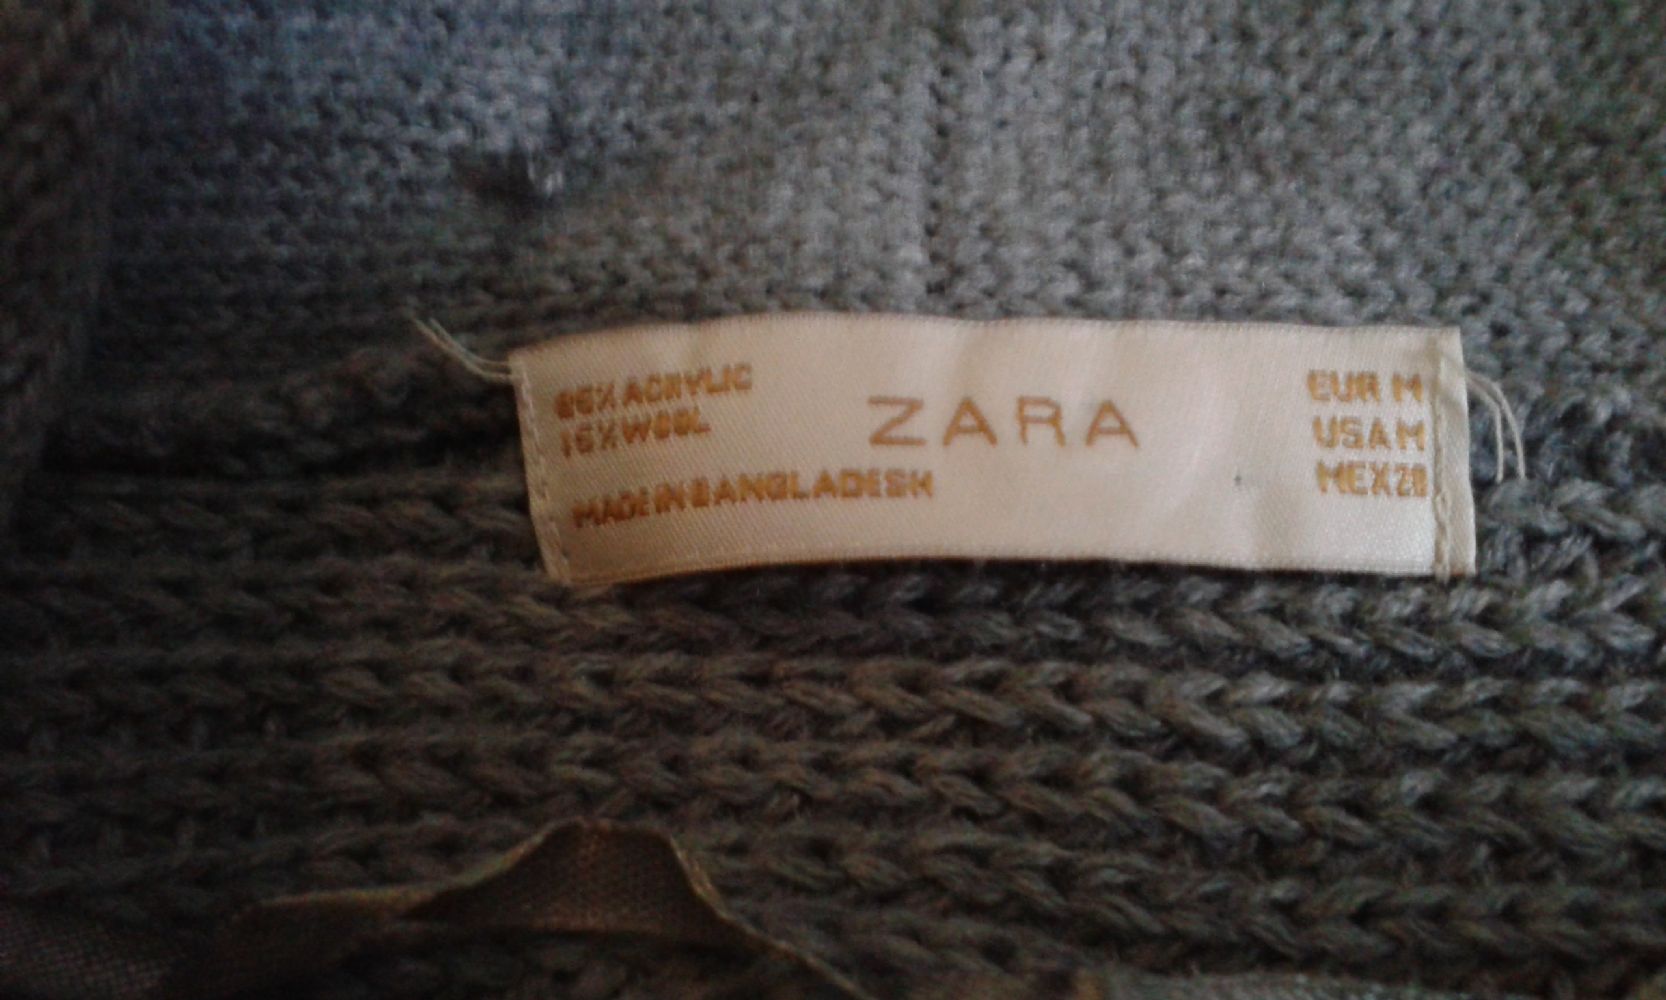 85% ACRYLIC
15% WOOL
MADE IN BANGLADESH
ZARA
EUR M
USA M
MEX 28